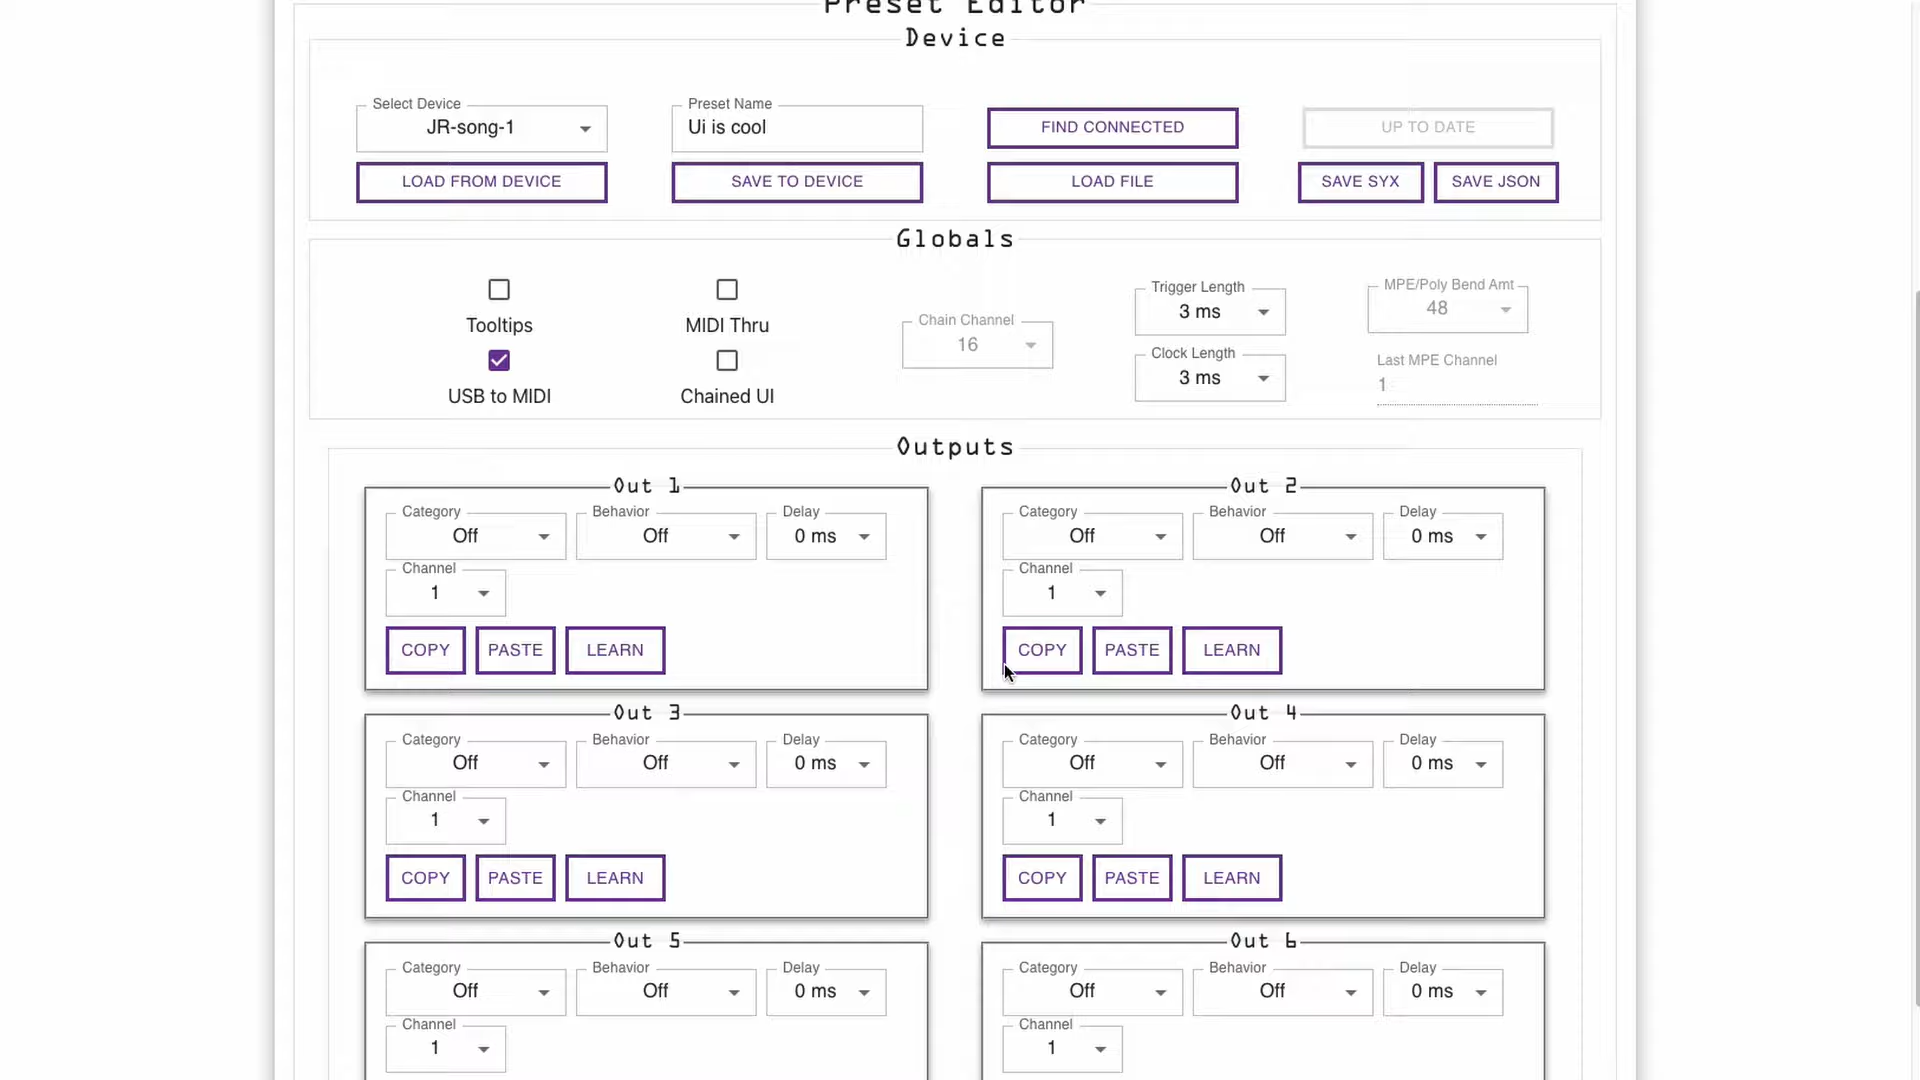 Preset Editor
Device
Select Device
JR-song-1
Preset Name
Ui is cool
FIND CONNECTED
UP TO DATE
LOAD FROM DEVICE
SAVE TO DEVICE
LOAD FILE
SAVE SYX
SAVE JSON
Globals
Tooltips
MIDI Thru
USB to MIDI
Chained UI
Chain Channel
16
Trigger Length
3 ms
Clock Length
3 ms
MPE/Poly Bend Amt
48
Last MPE Channel
1
Outputs
Out 1
Category
Off
Behavior
Off
Delay
0 ms
Channel
1
COPY
PASTE
LEARN
Out 2
Category
Off
Behavior
Off
Delay
0 ms
Channel
1
COPY
PASTE
LEARN
Out 3
Category
Off
Behavior
Off
Delay
0 ms
Channel
1
COPY
PASTE
LEARN
Out 4
Category
Off
Behavior
Off
Delay
0 ms
Channel
1
COPY
PASTE
LEARN
Out 5
Category
Off
Behavior
Off
Delay
0 ms
Channel
1
Out 6
Category
Off
Behavior
Off
Delay
0 ms
Channel
1